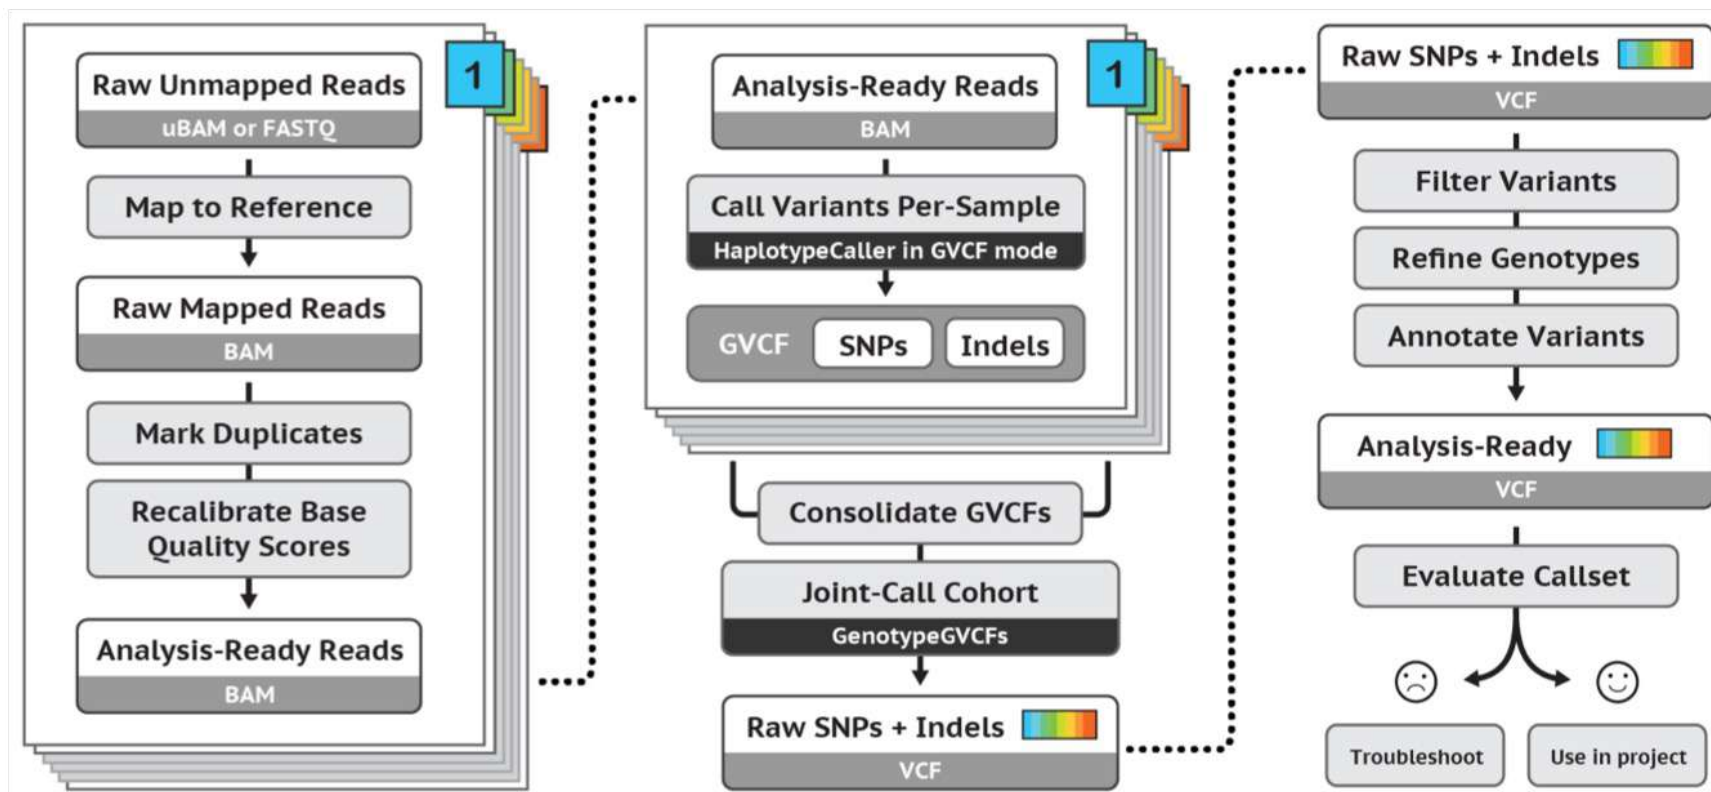 1
Raw Unmapped Reads
uBAM or FASTQ
Map to Reference
Raw Mapped Reads
BAM
Mark Duplicates
Recalibrate Base
Quality Scores
Analysis-Ready Reads
BAM
1
Analysis-Ready Reads
BAM
Call Variants Per-Sample
HaplotypeCaller in GVCF mode
GVCF SNPs Indels
Consolidate GVCFs
Joint-Call Cohort
GenotypeGVCFs
Raw SNPs + Indels
VCF
Raw SNPs + Indels
VCF
Filter Variants
Refine Genotypes
Annotate Variants
Analysis-Ready
VCF
Evaluate Callset
Troubleshoot
Use in project